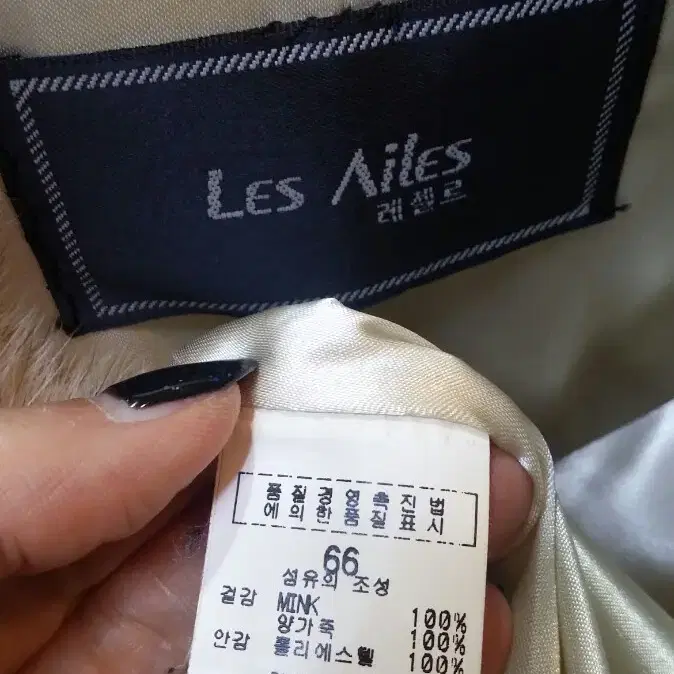 LES AiLES
레셀르
품질경영촉진법
에의한품질표시
66
섬유의 조성
겉감 MINK 100%
양가죽 100%
안감 폴리에스텔 100%